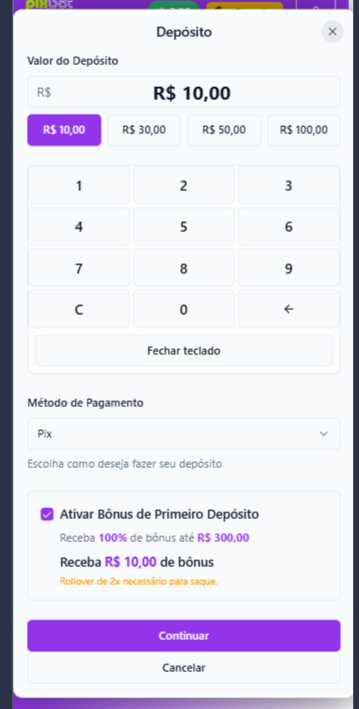 Depósito
Valor do Depósito
R$ R$ 10,00
R$ 10,00 R$ 30,00 R$ 50,00 R$ 100,00
1 2 3
4 5 6
7 8 9
C 0 ←
Fechar teclado
Método de Pagamento
Pix
Escolha como deseja fazer seu depósito
Ativar Bônus de Primeiro Depósito
Receba 100% de bônus até R$ 300,00
Receba R$ 10,00 de bônus
Rollover de 2x necessário para saque.
Continuar
Cancelar